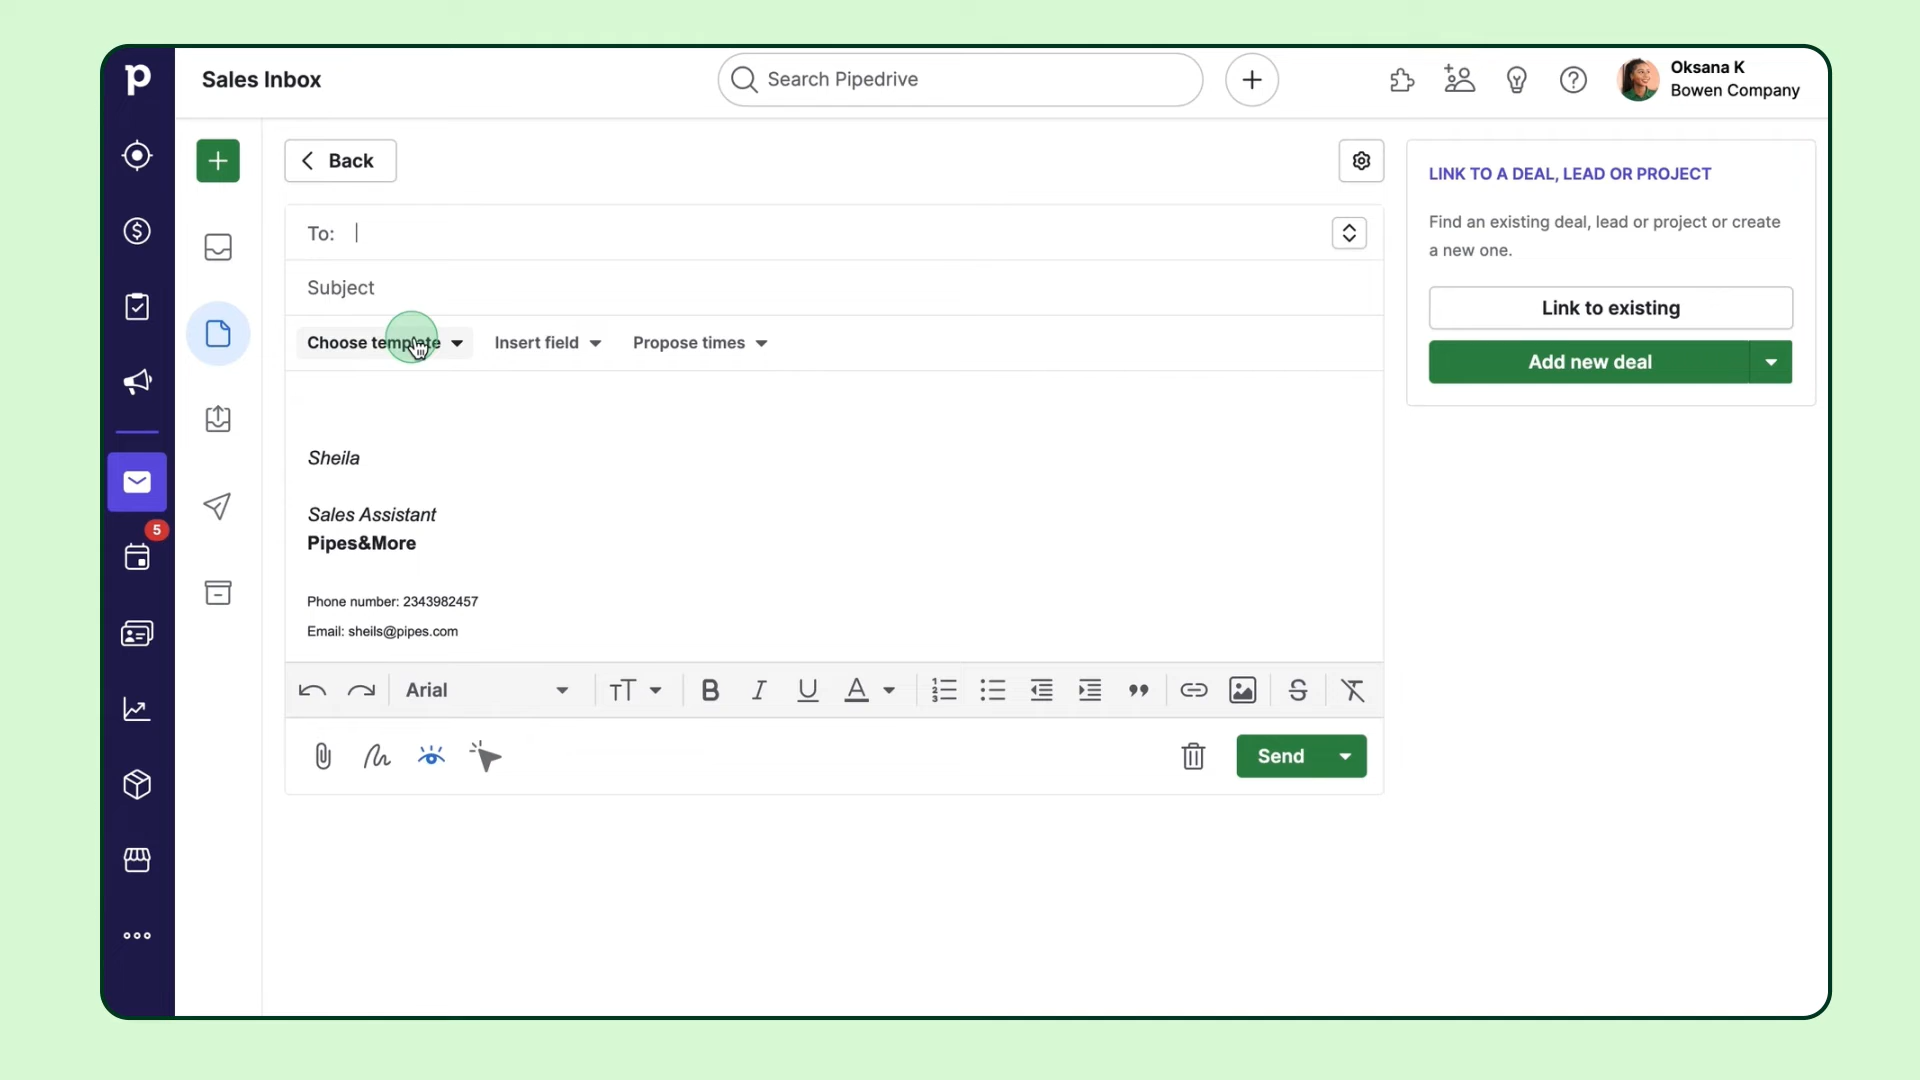 Sales Inbox
Search Pipedrive
Oksana K
Bowen Company
Back
LINK TO A DEAL, LEAD OR PROJECT
Find an existing deal, lead or project or create
a new one.
Link to existing
Add new deal
To:
Subject
Choose template
Insert field
Propose times
Sheila
Sales Assistant
Pipes&More
Phone number: 2343982457
Email: sheils@pipes.com
5
Arial
Send